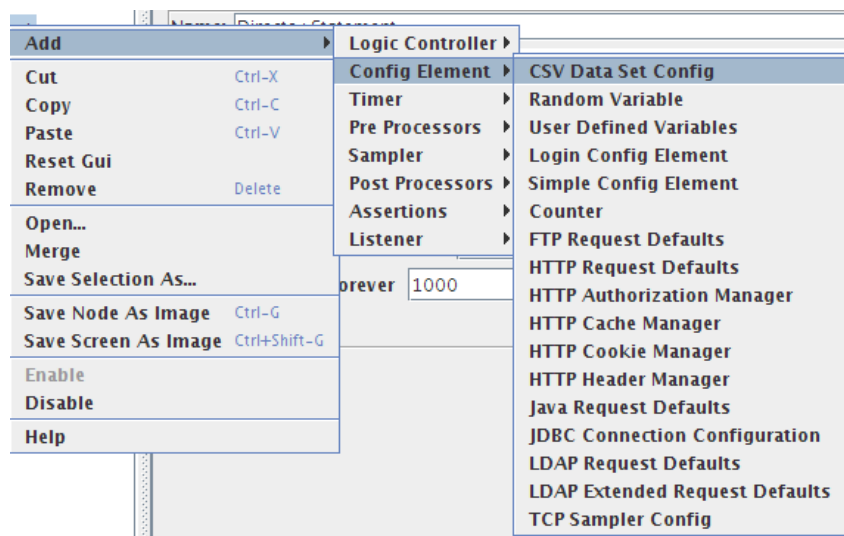 Add
Cut Ctrl-X
Copy Ctrl-C
Paste Ctrl-V
Reset Gui
Remove Delete
Open...
Merge
Save Selection As...
Save Node As Image Ctrl-G
Save Screen As Image Ctrl+Shift-G
Enable
Disable
Help
Logic Controller
Config Element
Timer
Pre Processors
Sampler
Post Processors
Assertions
Listener
orever 1000
CSV Data Set Config
Random Variable
User Defined Variables
Login Config Element
Simple Config Element
Counter
FTP Request Defaults
HTTP Request Defaults
HTTP Authorization Manager
HTTP Cache Manager
HTTP Cookie Manager
HTTP Header Manager
Java Request Defaults
JDBC Connection Configuration
LDAP Request Defaults
LDAP Extended Request Defaults
TCP Sampler Config